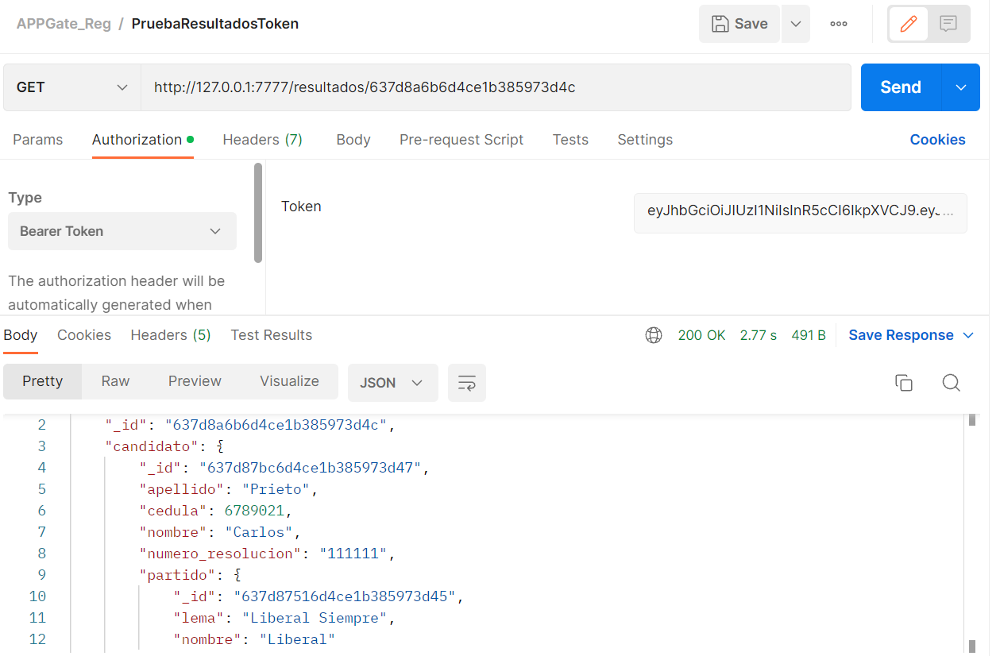 APPGate_Reg / PruebaResultadosToken
Save
GET
http://127.0.0.1:7777/resultados/637d8a6b6d4ce1b385973d4c
Send
Params Authorization Headers (7) Body Pre-request Script Tests Settings Cookies
Type
Bearer Token
The authorization header will be
automatically generated when
Token
eyJhbGciOiJIUzI1NiIsInR5cCI6IkpXVCJ9.eyJ...
Body Cookies Headers (5) Test Results 200 OK 2.77 s 491 B Save Response
Pretty Raw Preview Visualize JSON
2 "_id": "637d8a6b6d4ce1b385973d4c",
3 "candidato": {
4 "_id": "637d87bc6d4ce1b385973d47",
5 "apellido": "Prieto",
6 "cedula": 6789021,
7 "nombre": "Carlos",
8 "numero_resolucion": "111111",
9 "partido": {
10 "_id": "637d87516d4ce1b385973d45",
11 "lema": "Liberal Siempre",
12 "nombre": "Liberal"